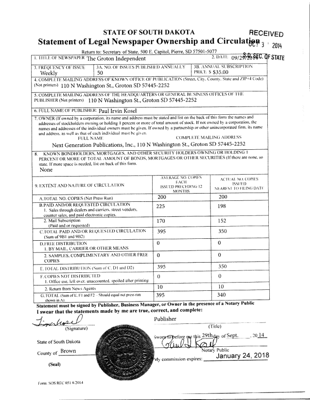 STATE OF SOUTH DAKOTA
RECEIVED
Statement of Legal Newspaper Ownership and Circulation
OCT 3 2014
Return to: Secretary of State, 500 E. Capitol, Pierre, SD 57501-5077
S.D. SEC. OF STATE
1. TITLE OF NEWSPAPER The Groton Independent
2. DATE
3. FREQUENCY OF ISSUE
Weekly
3A. NO. OF ISSUES PUBLISHED ANNUALLY
50
3B. ANNUAL SUBSCRIPTION
PRICE: $ 35.00
4. COMPLETE MAILING ADDRESS OF KNOWN OFFICE OF PUBLICATION (Street, City, County, State and ZIP+4 Code)
(Not printers) 110 N Washington St, Groton SD 57445-2252
5. COMPLETE MAILING ADDRESS OF THE HEADQUARTERS OR GENERAL BUSINESS OFFICES OF THE
PUBLISHER (Not printers) 110 N Washington St, Groton SD 57445-2252
6. FULL NAME OF PUBLISHER: Paul Irvin Kosel
7. OWNER (If owned by a corporation, its name and address must be stated and list on the back of this form the names and
addresses of stockholders owning or holding 1 percent or more of total amount of stock. If not owned by a corporation, the
names and addresses of the individual owners must be given. If owned by a partnership or other unincorporated firm, its name
and address, as well as that of each individual must be given.)
FULL NAME COMPLETE MAILING ADDRESS
Next Generation Publications, Inc., 110 N Washington St., Groton SD 57445-2252
8. KNOWN BONDHOLDERS, MORTGAGES, AND OTHER SECURITY HOLDERS OWNING OR HOLDING 1
PERCENT OR MORE OF TOTAL AMOUNT OF BONDS, MORTGAGES OR OTHER SECURITIES (If there are none, so
state. If more space is needed, list on back of this form.
Name
None
9. EXTENT AND NATURE OF CIRCULATION
AVERAGE NO. COPIES
EACH
ISSUED PRECEDING 12
MONTHS
ACTUAL NO. COPIES
ISSUED
NEAREST TO FILING DATE
A. TOTAL NO. COPIES (Net Press Run)
200
200
B. PAID AND/OR REQUESTED CIRCULATION
1. Sales through dealers and carriers, street vendors,
counter sales, and paid electronic copies.
225
198
2. Mail Subscription
(Paid and or requested)
170
152
C. TOTAL PAID AND/OR REQUESTED CIRCULATION
(Sum of 9B1 and 9B2)
395
350
D. FREE DISTRIBUTION
1. BY MAIL, CARRIER OR OTHER MEANS
0
0
2. SAMPLES, COMPLIMENTARY AND OTHER FREE
COPIES
0
0
E. TOTAL DISTRIBUTION (Sum of C, D1 and D2)
395
350
F. COPIES NOT DISTRIBUTED
1. Office use, left over, unaccounted, spoiled after printing
0
0
2. Return from News Agents
10
10
G. TOTAL (Sum of E, F1 and F2 - Should equal net press run
shown in A)
395
340
Statement must be signed by Publisher, Business Manager, or Owner in the presence of a Notary Public
I swear that the statements made by me are true, correct, and complete:
Publisher
(Signature)
(Title)
State of South Dakota
Sworn to before me this 29th day of Sept. , 2014
County of Brown
Notary Public
(Seal)
My commission expires: January 24, 2018